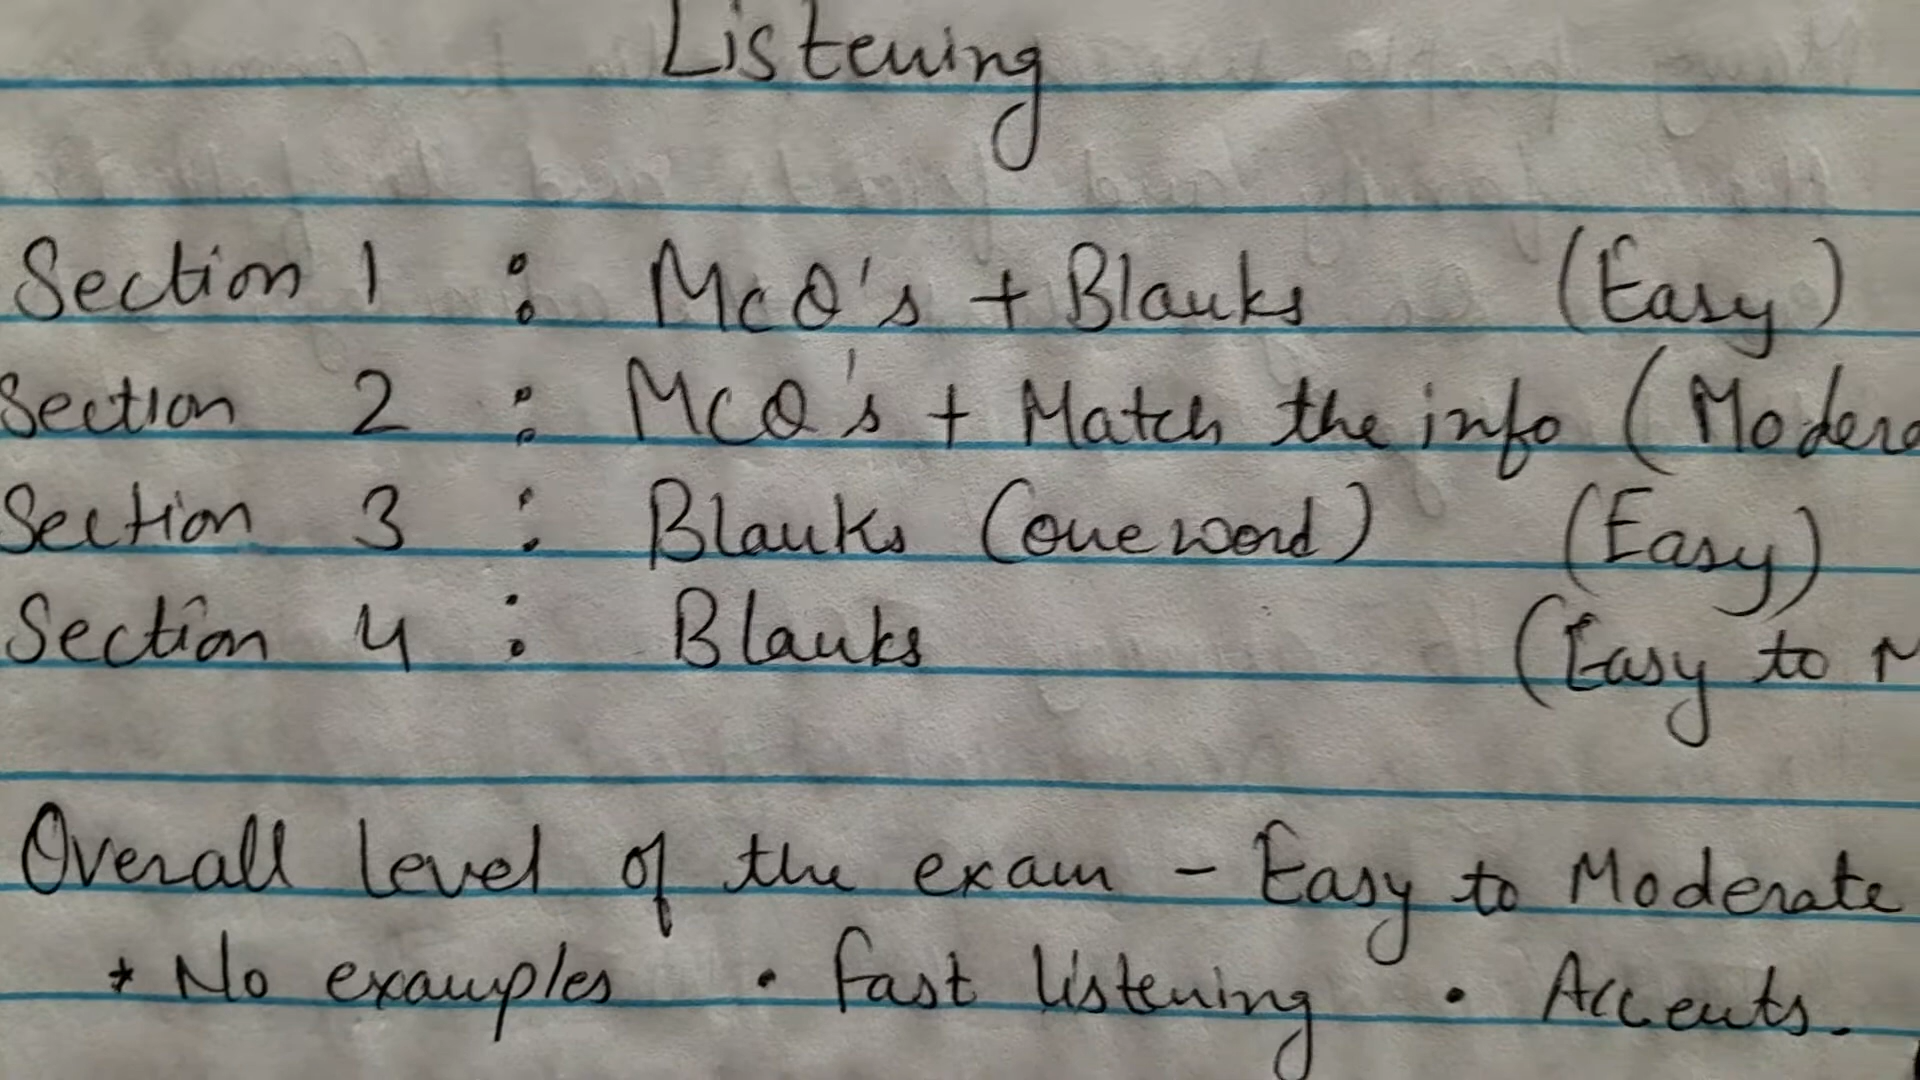 Listening
Section 1 : McQ's + Blanks (Easy)
Section 2 : MCQ's + Match the info (Modera
Section 3 : Blanks (one word) (Easy)
Section 4 : Blanks (Easy to M
Overall level of the exam - Easy to Moderate
* No examples • fast listening • Accents.